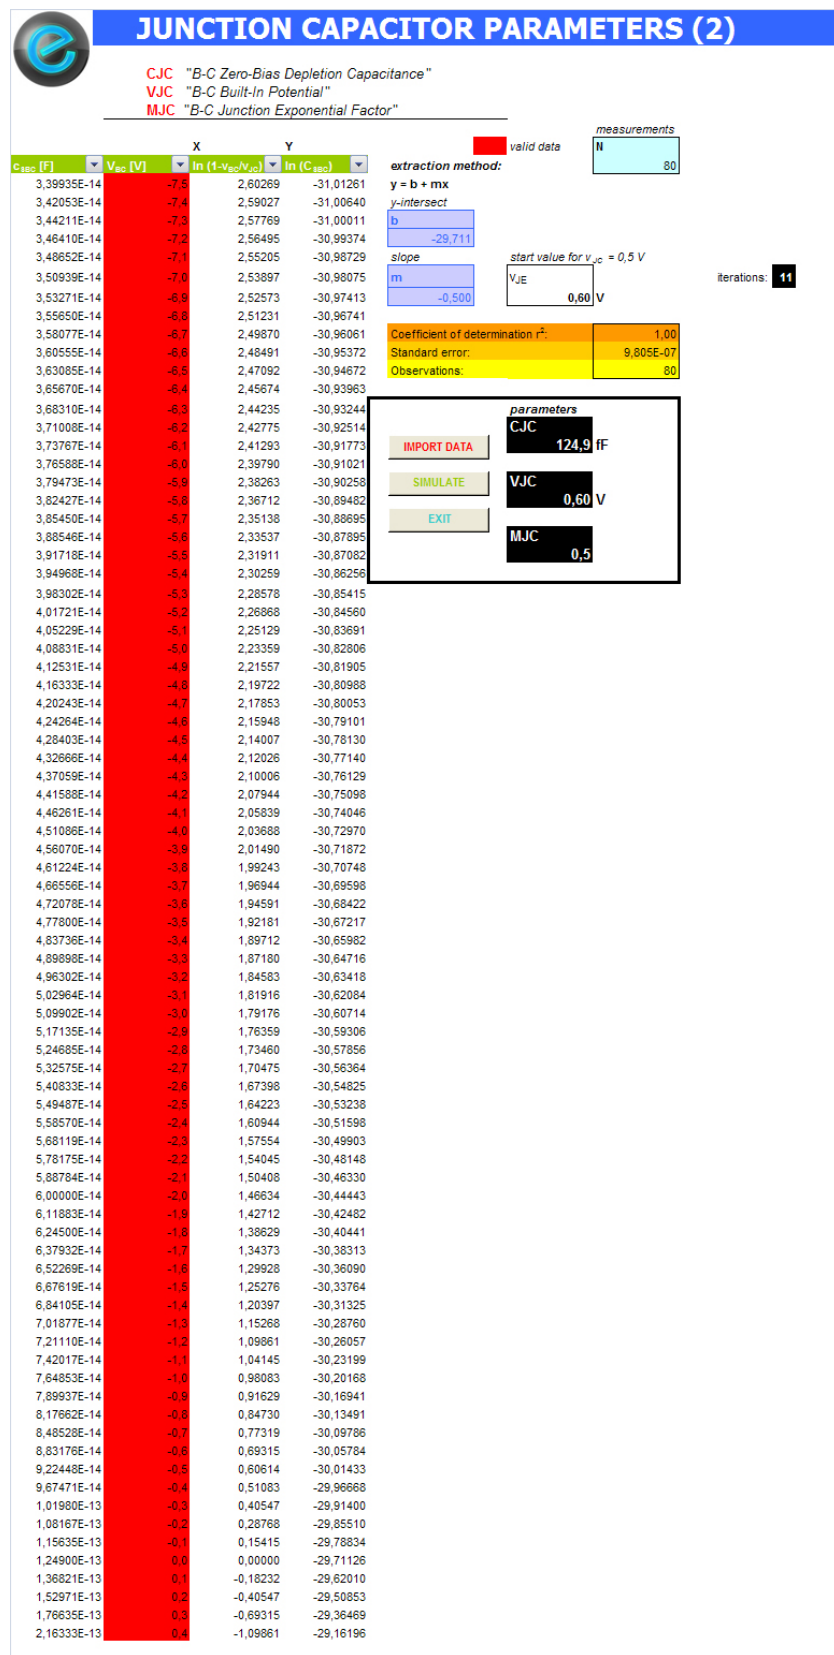 JUNCTION CAPACITOR PARAMETERS (2)
CJC "B-C Zero-Bias Depletion Capacitance"
VJC "B-C Built-In Potential"
MJC "B-C Junction Exponential Factor"
measurements
X Y valid data N
80
cSBC [F] VBC [V] ln (1-vBC/vJC) ln (CSBC) extraction method:
3,39935E-14 -7,5 2,60269 -31,01261 y = b + mx
3,42053E-14 -7,4 2,59027 -31,00640 y-intersect
3,44211E-14 -7,3 2,57769 -31,00011 b
3,46410E-14 -7,2 2,56495 -30,99374 -29,711
3,48652E-14 -7,1 2,55205 -30,98729 slope start value for vJC = 0,5 V
3,50939E-14 -7,0 2,53897 -30,98075 m VJE iterations: 11
3,53271E-14 -6,9 2,52573 -30,97413 -0,500 0,60 V
3,55650E-14 -6,8 2,51231 -30,96741
3,58077E-14 -6,7 2,49870 -30,96061 Coefficient of determination r²: 1,00
3,60555E-14 -6,6 2,48491 -30,95372 Standard error: 9,805E-07
3,63085E-14 -6,5 2,47092 -30,94672 Observations: 80
3,65670E-14 -6,4 2,45674 -30,93963
3,68310E-14 -6,3 2,44235 -30,93244 parameters
3,71008E-14 -6,2 2,42775 -30,92514 CJC
3,73767E-14 -6,1 2,41293 -30,91773 IMPORT DATA 124,9 fF
3,76588E-14 -6,0 2,39790 -30,91021
3,79473E-14 -5,9 2,38263 -30,90258 SIMULATE VJC
3,82427E-14 -5,8 2,36712 -30,89482 0,60 V
3,85450E-14 -5,7 2,35138 -30,88695 EXIT
3,88546E-14 -5,6 2,33537 -30,87895 MJC
3,91718E-14 -5,5 2,31911 -30,87082 0,5
3,94968E-14 -5,4 2,30259 -30,86256
3,98302E-14 -5,3 2,28578 -30,85415
4,01721E-14 -5,2 2,26868 -30,84560
4,05229E-14 -5,1 2,25129 -30,83691
4,08831E-14 -5,0 2,23359 -30,82806
4,12531E-14 -4,9 2,21557 -30,81905
4,16333E-14 -4,8 2,19722 -30,80988
4,20243E-14 -4,7 2,17853 -30,80053
4,24264E-14 -4,6 2,15948 -30,79101
4,28403E-14 -4,5 2,14007 -30,78130
4,32666E-14 -4,4 2,12026 -30,77140
4,37059E-14 -4,3 2,10006 -30,76129
4,41588E-14 -4,2 2,07944 -30,75098
4,46261E-14 -4,1 2,05839 -30,74046
4,51086E-14 -4,0 2,03688 -30,72970
4,56070E-14 -3,9 2,01490 -30,71872
4,61224E-14 -3,8 1,99243 -30,70748
4,66556E-14 -3,7 1,96944 -30,69598
4,72078E-14 -3,6 1,94591 -30,68422
4,77800E-14 -3,5 1,92181 -30,67217
4,83736E-14 -3,4 1,89712 -30,65982
4,89898E-14 -3,3 1,87180 -30,64716
4,96302E-14 -3,2 1,84583 -30,63418
5,02964E-14 -3,1 1,81916 -30,62084
5,09902E-14 -3,0 1,79176 -30,60714
5,17135E-14 -2,9 1,76359 -30,59306
5,24685E-14 -2,8 1,73460 -30,57856
5,32575E-14 -2,7 1,70475 -30,56364
5,40833E-14 -2,6 1,67398 -30,54825
5,49487E-14 -2,5 1,64223 -30,53238
5,58570E-14 -2,4 1,60944 -30,51598
5,68119E-14 -2,3 1,57554 -30,49903
5,78175E-14 -2,2 1,54045 -30,48148
5,88784E-14 -2,1 1,50408 -30,46330
6,00000E-14 -2,0 1,46634 -30,44443
6,11883E-14 -1,9 1,42712 -30,42482
6,24500E-14 -1,8 1,38629 -30,40441
6,37932E-14 -1,7 1,34373 -30,38313
6,52269E-14 -1,6 1,29928 -30,36090
6,67619E-14 -1,5 1,25276 -30,33764
6,84105E-14 -1,4 1,20397 -30,31325
7,01877E-14 -1,3 1,15268 -30,28760
7,21110E-14 -1,2 1,09861 -30,26057
7,42017E-14 -1,1 1,04145 -30,23199
7,64853E-14 -1,0 0,98083 -30,20168
7,89937E-14 -0,9 0,91629 -30,16941
8,17662E-14 -0,8 0,84730 -30,13491
8,48528E-14 -0,7 0,77319 -30,09786
8,83176E-14 -0,6 0,69315 -30,05784
9,22448E-14 -0,5 0,60614 -30,01433
9,67471E-14 -0,4 0,51083 -29,96668
1,01980E-13 -0,3 0,40547 -29,91400
1,08167E-13 -0,2 0,28768 -29,85510
1,15635E-13 -0,1 0,15415 -29,78834
1,24900E-13 0,0 0,00000 -29,71126
1,36821E-13 0,1 -0,18232 -29,62010
1,52971E-13 0,2 -0,40547 -29,50853
1,76635E-13 0,3 -0,69315 -29,36469
2,16333E-13 0,4 -1,09861 -29,16196